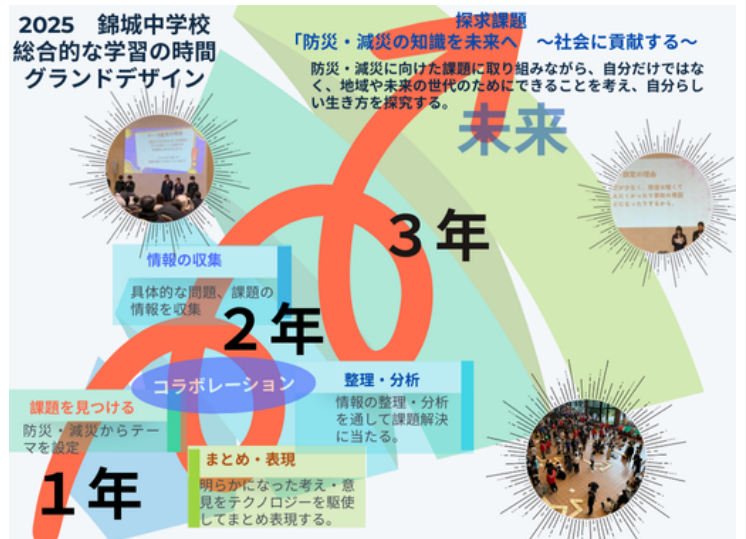 2025　錦城中学校
総合的な学習の時間
グランドデザイン
探求課題
「防災・減災の知識を未来へ　～社会に貢献する～
防災・減災に向けた課題に取り組みながら、自分だけではな
く、地域や未来の世代のためにできることを考え、自分らし
い生き方を探究する。
未来
3年
情報の収集
具体的な問題、課題の
情報を収集
2年
コラボレーション
整理・分析
情報の整理・分析
を通して課題解決
に当たる。
課題を見つける
防災・減災からテー
マを設定
1年
まとめ・表現
明らかになった考え・意
見をテクノロジーを駆使
してまとめ表現する。